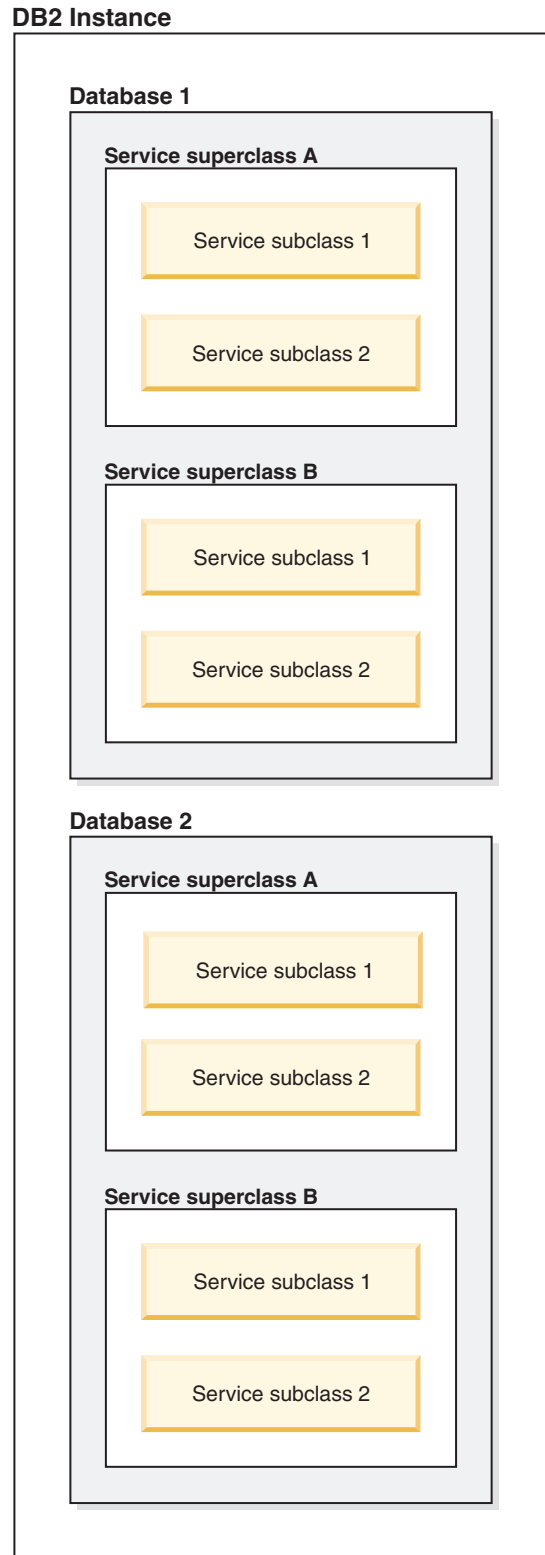 DB2 Instance
Database 1
Service superclass A
Service subclass 1
Service subclass 2
Service superclass B
Service subclass 1
Service subclass 2
Database 2
Service superclass A
Service subclass 1
Service subclass 2
Service superclass B
Service subclass 1
Service subclass 2